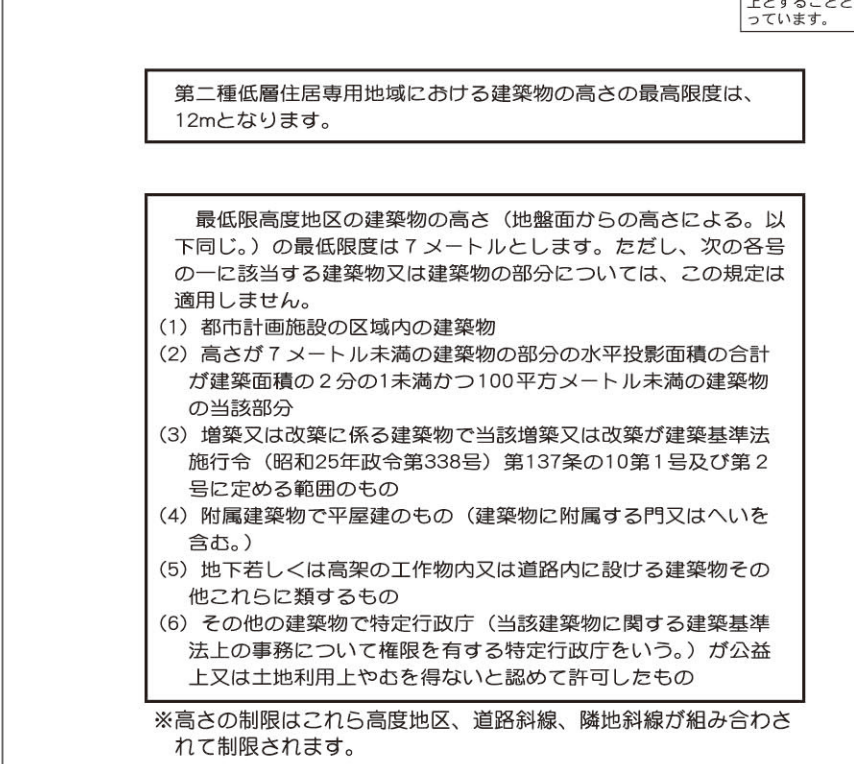 上とすることと
っています。
第二種低層住居専用地域における建築物の高さの最高限度は、
12mとなります。
最低限高度地区の建築物の高さ（地盤面からの高さによる。以
下同じ。）の最低限度は７メートルとします。ただし、次の各号
の一に該当する建築物又は建築物の部分については、この規定は
適用しません。
（1）都市計画施設の区域内の建築物
（2）高さが７メートル未満の建築物の部分の水平投影面積の合計
が建築面積の２分の1未満かつ100平方メートル未満の建築物
の当該部分
（3）増築又は改築に係る建築物で当該増築又は改築が建築基準法
施行令（昭和25年政令第338号）第137条の10第１号及び第２
号に定める範囲のもの
（4）附属建築物で平屋建のもの（建築物に附属する門又はへいを
含む。）
（5）地下若しくは高架の工作物内又は道路内に設ける建築物その
他これらに類するもの
（6）その他の建築物で特定行政庁（当該建築物に関する建築基準
法上の事務について権限を有する特定行政庁をいう。）が公益
上又は土地利用上やむを得ないと認めて許可したもの
※高さの制限はこれら高度地区、道路斜線、隣地斜線が組み合わさ
れて制限されます。